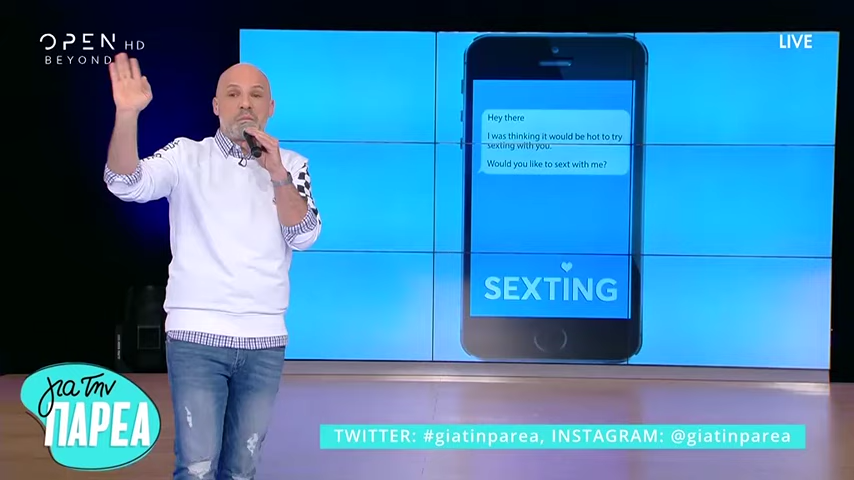 OPEN HD
BEYOND
LIVE
Hey there
I was thinking it would be hot to try
sexting with you.
Would you like to sext with me?
SEXTING
για την
ΠΑΡΕΑ
TWITTER: #giatinparea, INSTAGRAM: @giatinparea